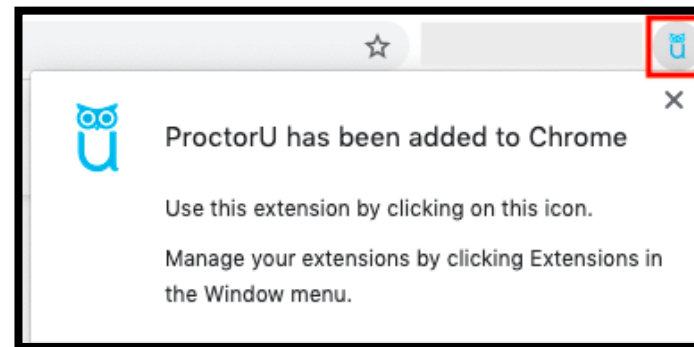 ProctorU has been added to Chrome
Use this extension by clicking on this icon.
Manage your extensions by clicking Extensions in
the Window menu.